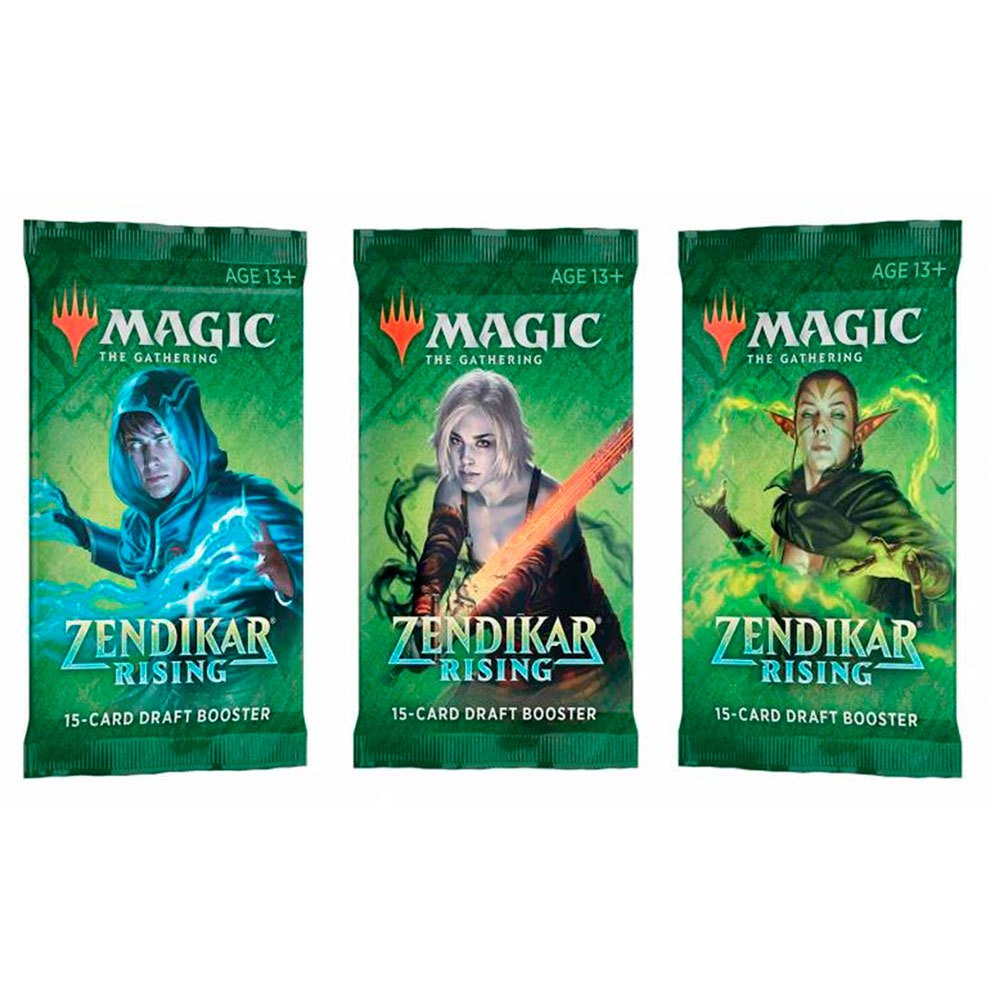 AGE 13+
MAGIC
THE GATHERING
ZENDIKAR®
RISING
15-CARD DRAFT BOOSTER
AGE 13+
MAGIC
THE GATHERING
ZENDIKAR®
RISING
15-CARD DRAFT BOOSTER
AGE 13+
MAGIC
THE GATHERING
ZENDIKAR®
RISING
15-CARD DRAFT BOOSTER